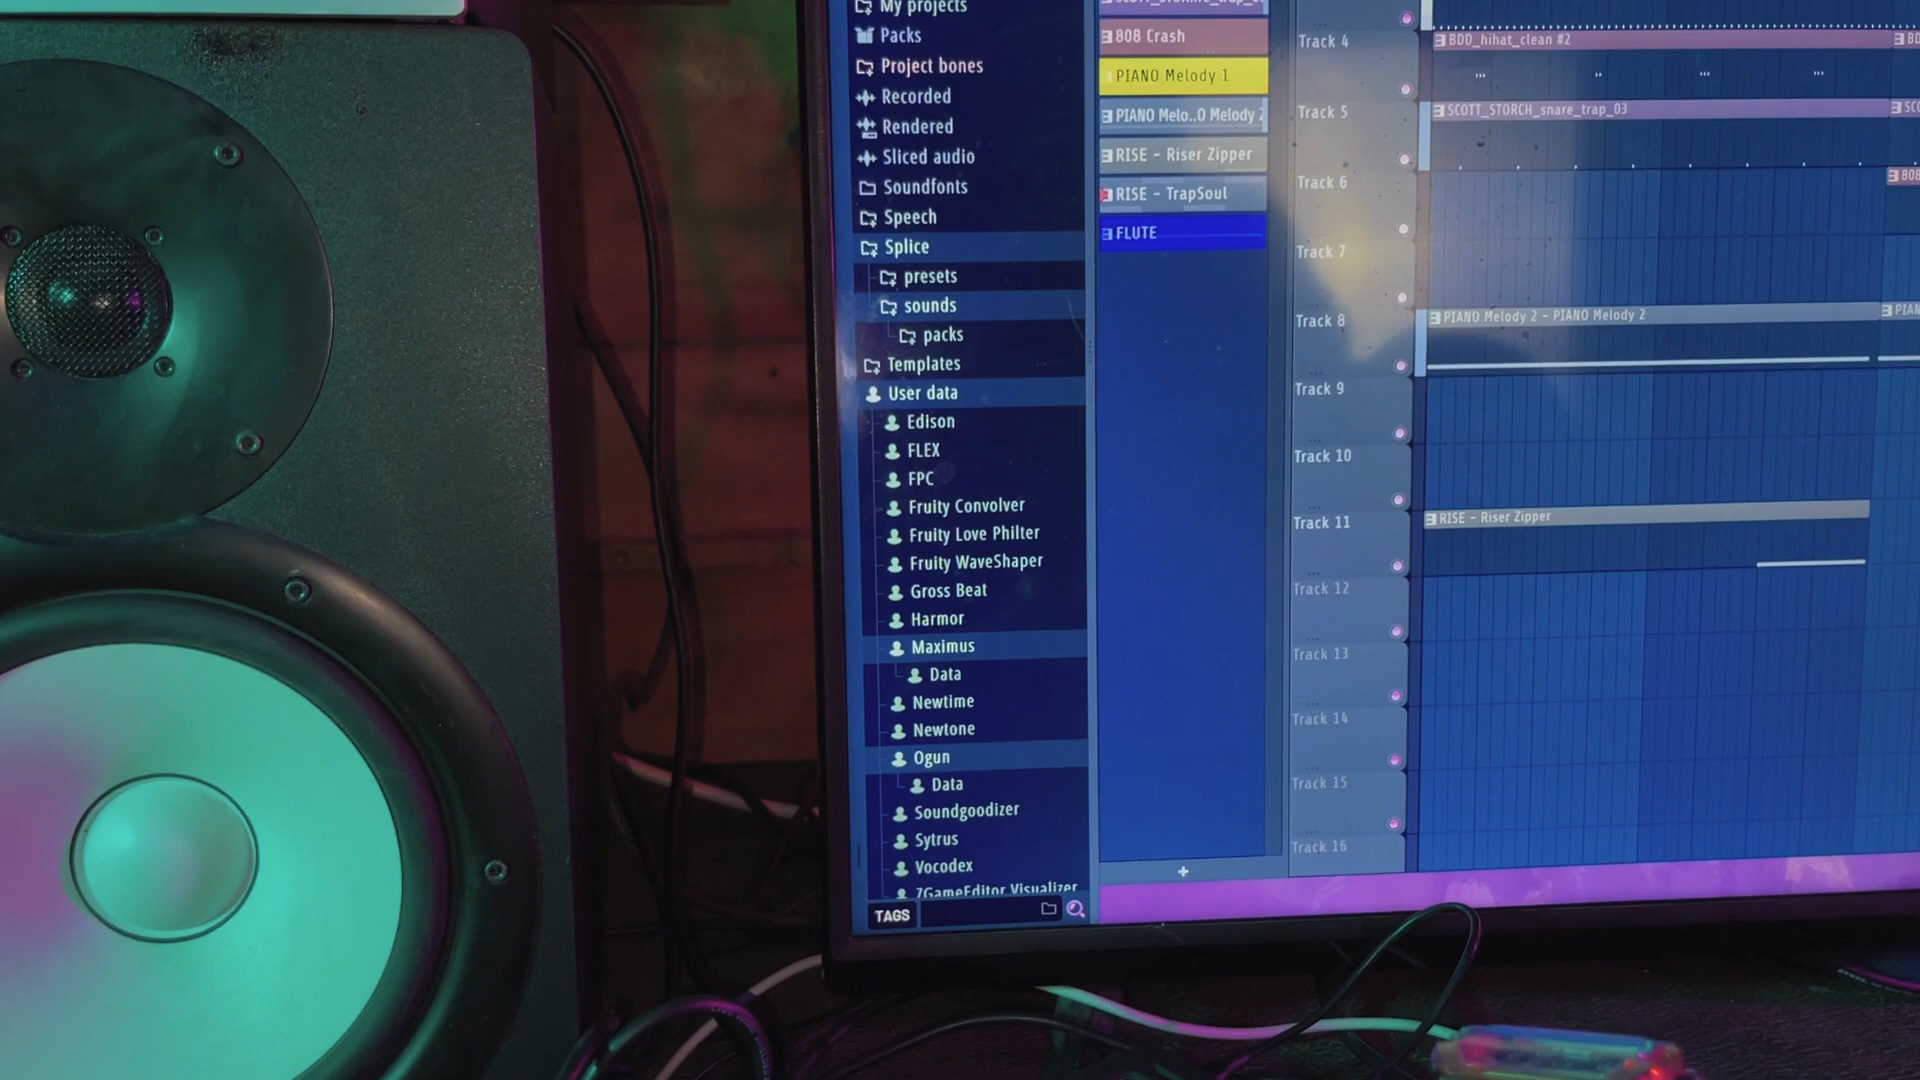 My projects
Packs
Project bones
Recorded
Rendered
Sliced audio
Soundfonts
Speech
Splice
presets
sounds
packs
Templates
User data
Edison
FLEX
FPC
Fruity Convolver
Fruity Love Philter
Fruity WaveShaper
Gross Beat
Harmor
Maximus
Data
Newtime
Newtone
Ogun
Data
Soundgoodizer
Sytrus
Vocodex
ZGameEditor Visualizer
TAGS
808 Crash
PIANO Melody 1
PIANO Melo..O Melody 2
RISE - Riser Zipper
RISE - TrapSoul
FLUTE
+
Track 4
Track 5
Track 6
Track 7
Track 8
Track 9
Track 10
Track 11
Track 12
Track 13
Track 14
Track 15
Track 16
BDD_hihat_clean #2
BD
SCOTT_STORCH_snare_trap_03
SCO
808
PIANO Melody 2 - PIANO Melody 2
PIAN
RISE - Riser Zipper